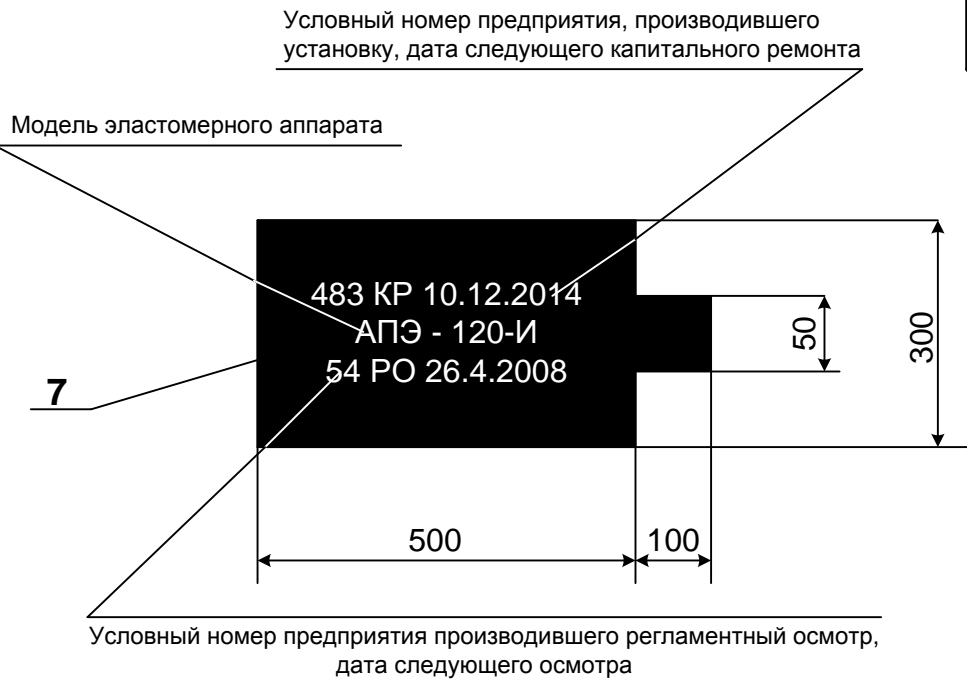 Условный номер предприятия, производившего
установку, дата следующего капитального ремонта
Модель эластомерного аппарата
483 КР 10.12.2014
АПЭ - 120-И
54 РО 26.4.2008
50
300
7
500
100
Условный номер предприятия производившего регламентный осмотр,
дата следующего осмотра